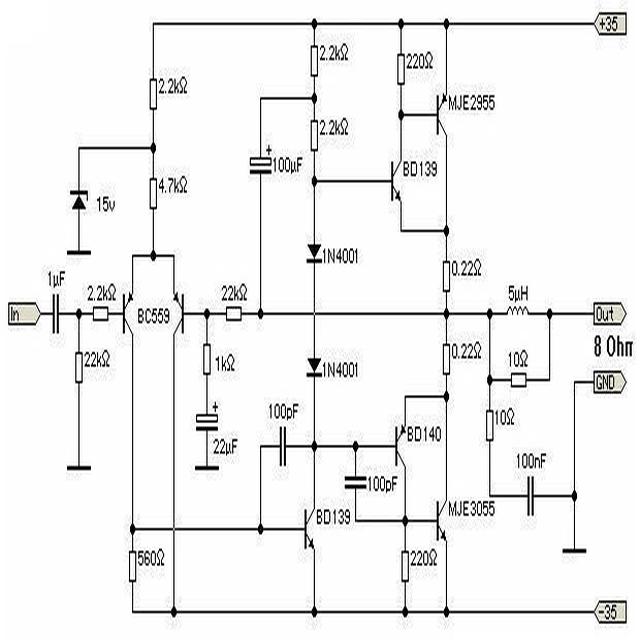 +35
2.2kΩ
220Ω
2.2kΩ
MJE2955
2.2kΩ
100µF
+
BD139
4.7kΩ
15v
1N4001
0.22Ω
1µF
2.2kΩ
22kΩ
5µH
In
BC559
Out
8 Ohm
0.22Ω
22kΩ
1kΩ
1N4001
10Ω
GND
+
22µF
100pF
BD140
10Ω
100nF
100pF
BD139
MJE3055
560Ω
220Ω
-35